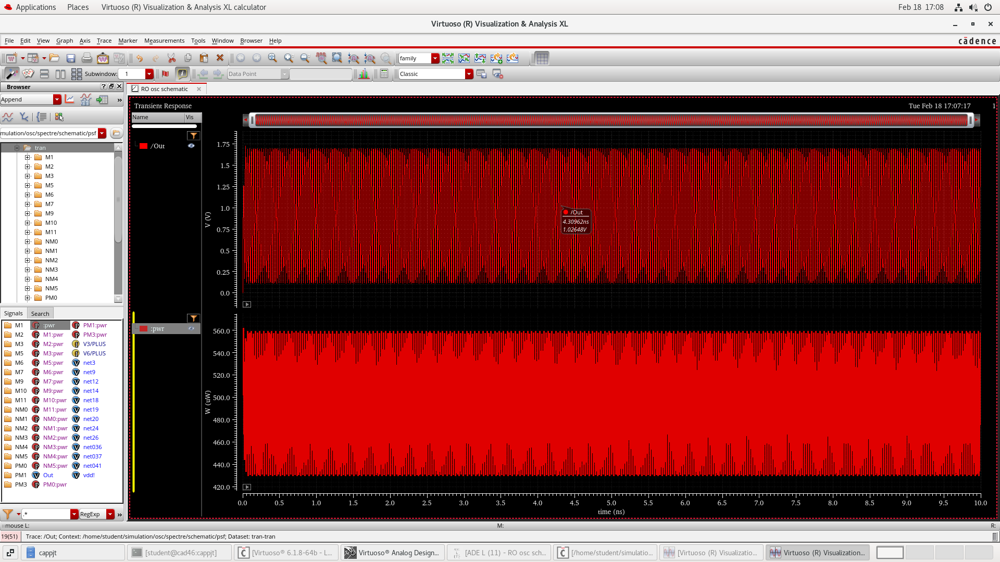 Applications Places Virtuoso (R) Visualization & Analysis XL calculator Feb 18 17:08
Virtuoso (R) Visualization & Analysis XL
File Edit View Graph Axis Trace Marker Measurements Tools Window Browser Help cādence
family
Subwindow: 1 Data Point Classic
Browser
RO osc schematic
Append
mulation/osc/spectre/schematic/psf
tran
M1
M2
M3
M5
M6
M7
M9
M10
M11
NM0
NM1
NM2
NM3
NM4
NM5
PM0
Signals Search
M1 :pwr PM1:pwr
M2 M1:pwr PM3:pwr
M3 M2:pwr V3/PLUS
M5 M3:pwr V6/PLUS
M6 M5:pwr net3
M7 M6:pwr net9
M9 M7:pwr net12
M10 M9:pwr net14
M11 M10:pwr net18
NM0 M11:pwr net19
NM1 NM0:pwr net20
NM2 NM1:pwr net24
NM3 NM2:pwr net26
NM4 NM3:pwr net036
NM5 NM4:pwr net037
PM0 NM5:pwr net041
PM1 Out vdd!
PM3 PM0:pwr
.* RegExp
Transient Response Tue Feb 18 17:07:17 1
Name Vis
/Out
:pwr
V (V)
1.75
1.5
1.25
1.0
0.75
0.5
0.25
0.0
/Out
4.30962ns
1.02648V
W (uW)
560.0
540.0
520.0
500.0
480.0
460.0
440.0
420.0
0.0 0.5 1.0 1.5 2.0 2.5 3.0 3.5 4.0 4.5 5.0 5.5 6.0 6.5 7.0 7.5 8.0 8.5 9.0 9.5 10.0
time (ns)
mouse L: M: R:
19(51) Trace: /Out; Context: /home/student/simulation/osc/spectre/schematic/psf; Dataset: tran-tran
cappjt [student@cad46:cappjt] [Virtuoso® 6.1.8-64b - L... Virtuoso® Analog Design... [ADE L (11) - RO osc sch... [/home/student/simulatio... [Virtuoso (R) Visualizatio... Virtuoso (R) Visualization...